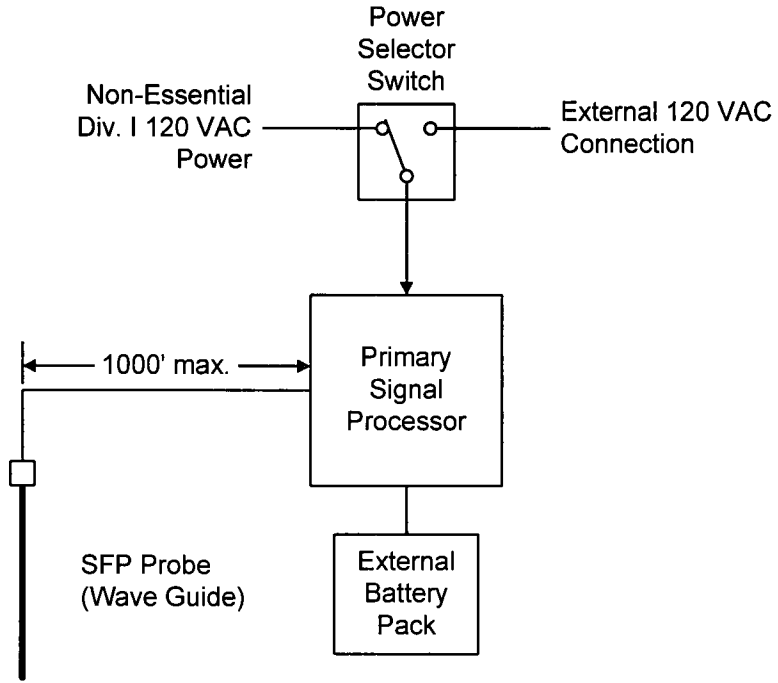 Power
Selector
Switch
Non-Essential
Div. I 120 VAC
Power
External 120 VAC
Connection
1000' max.
Primary
Signal
Processor
SFP Probe
(Wave Guide)
External
Battery
Pack